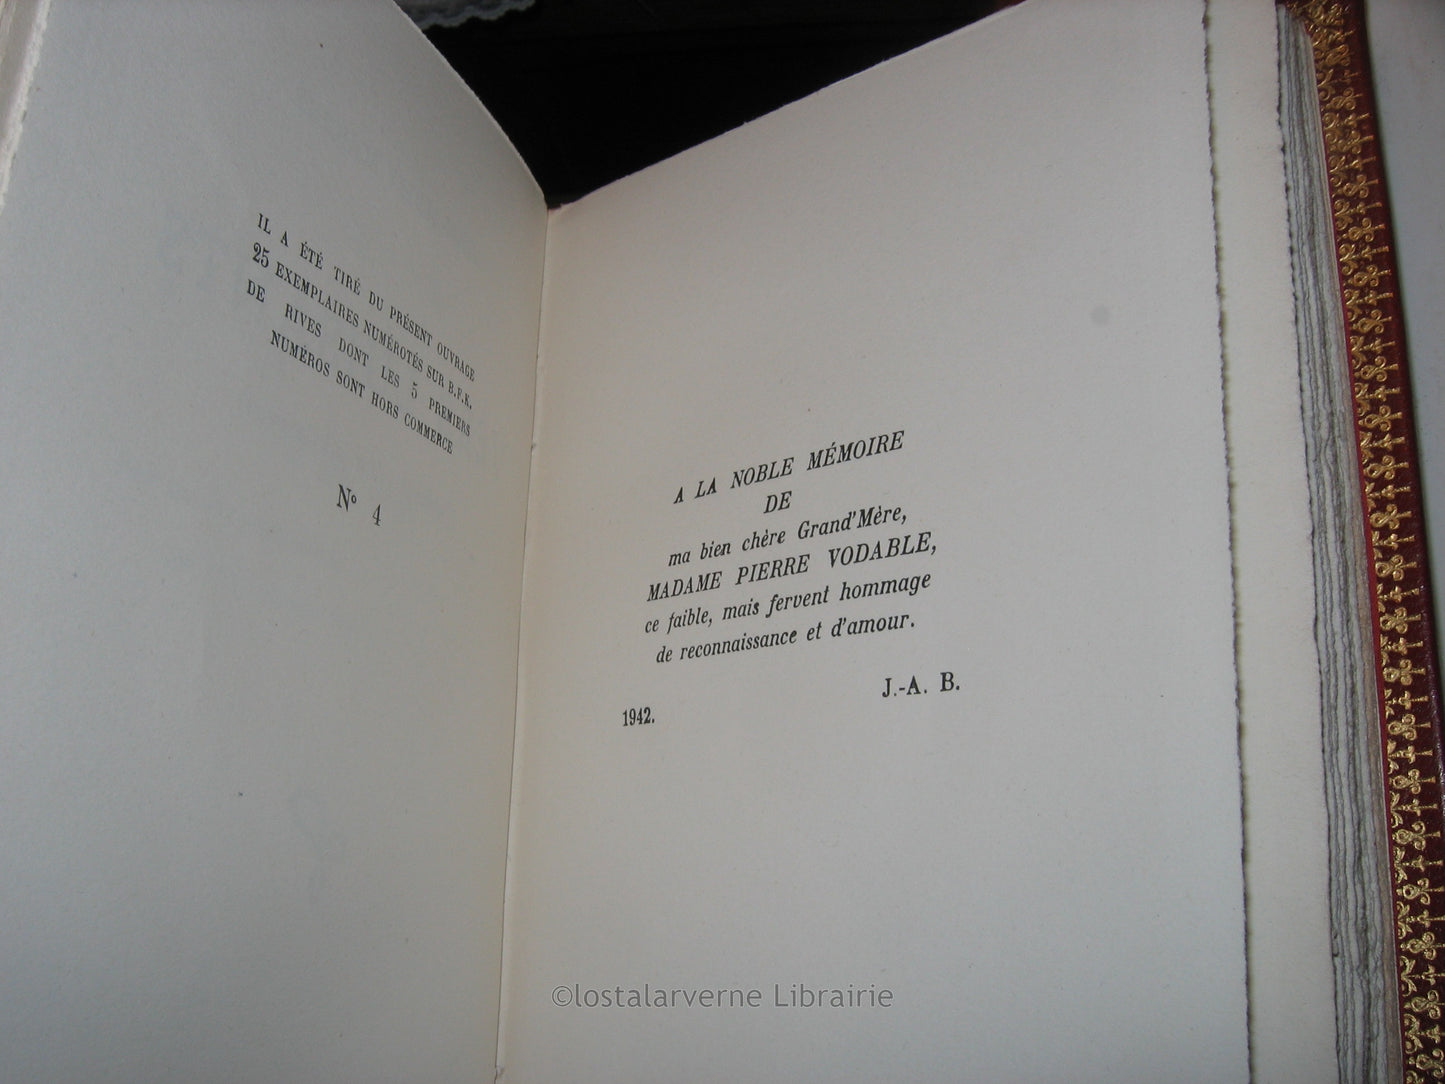 IL A ÉTÉ TIRÉ DU PRÉSENT OUVRAGE
25 EXEMPLAIRES NUMÉROTÉS SUR B.F.K.
DE RIVES DONT LES 5 PREMIERS
NUMÉROS SONT HORS COMMERCE
Nº 4
A LA NOBLE MÉMOIRE
DE
ma bien chère Grand'Mère,
MADAME PIERRE VODABLE,
ce faible, mais fervent hommage
de reconnaissance et d'amour.
J.-A. B.
1942.
©lostalarverne Librairie